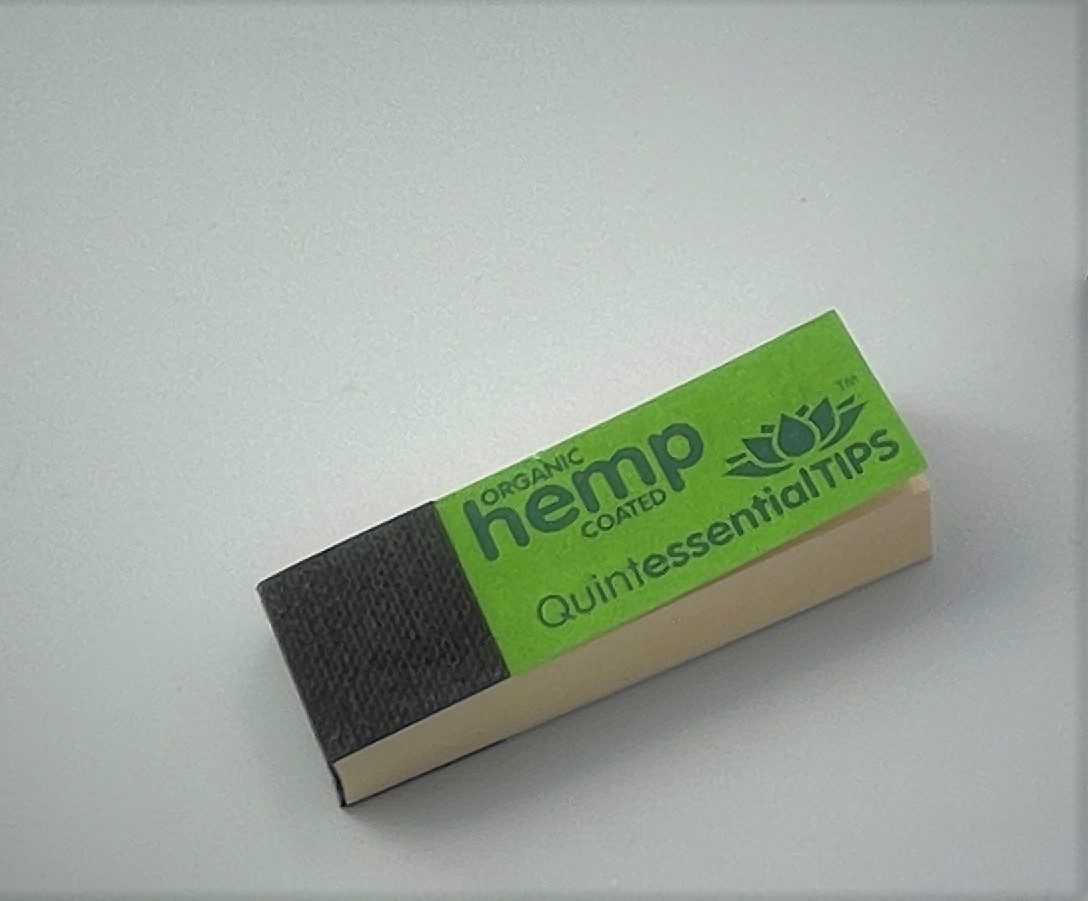 ORGANIC
hemp
COATED
TM
QuintessentialTIPS